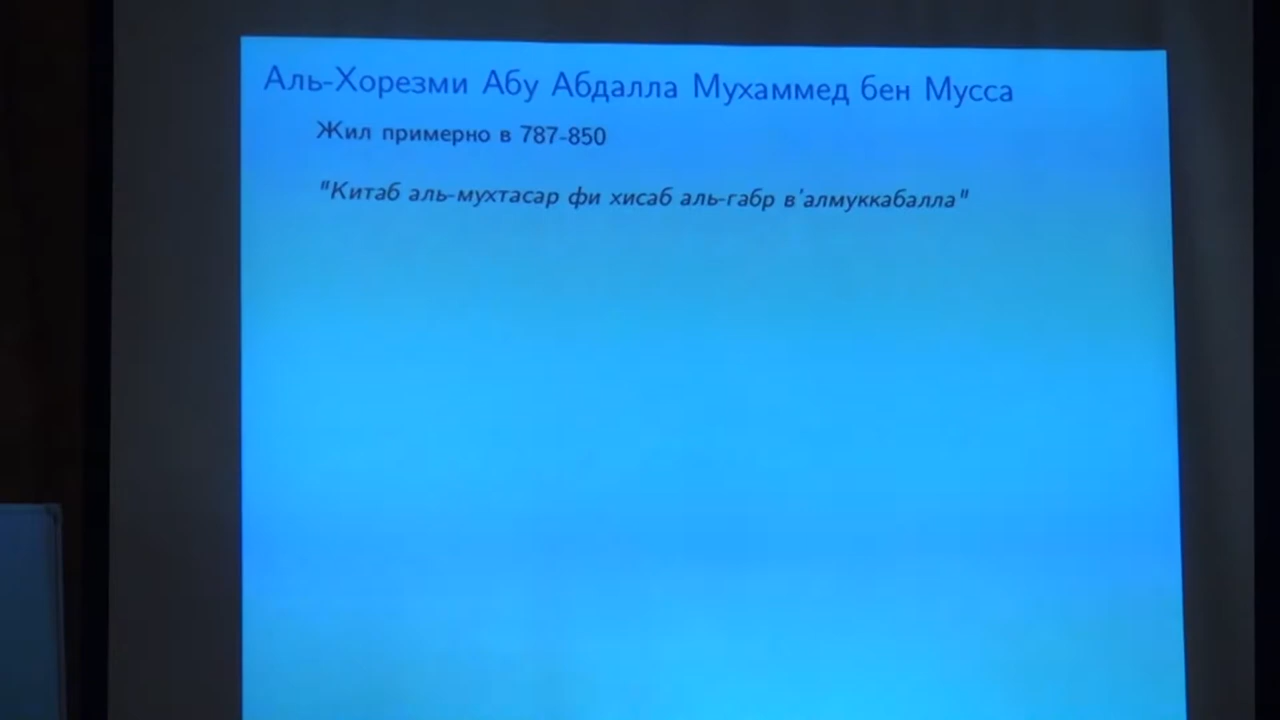 Аль-Хорезми Абу Абдалла Мухаммед бен Мусса
Жил примерно в 787-850
"Китаб аль-мухтасар фи хисаб аль-габр в'алмуккабалла"